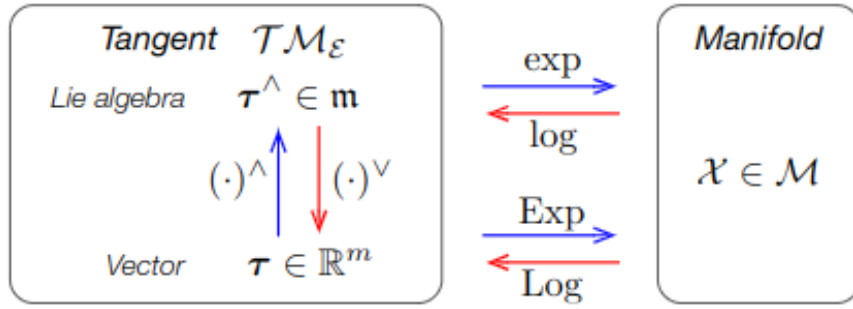 Tangent 𝒯ℳ_ℰ
Manifold
exp
Lie algebra 𝝉^∧ ∈ 𝔪
log
(·)^∧ (·)^∨
𝒳 ∈ ℳ
Exp
Vector 𝝉 ∈ ℝ^m
Log